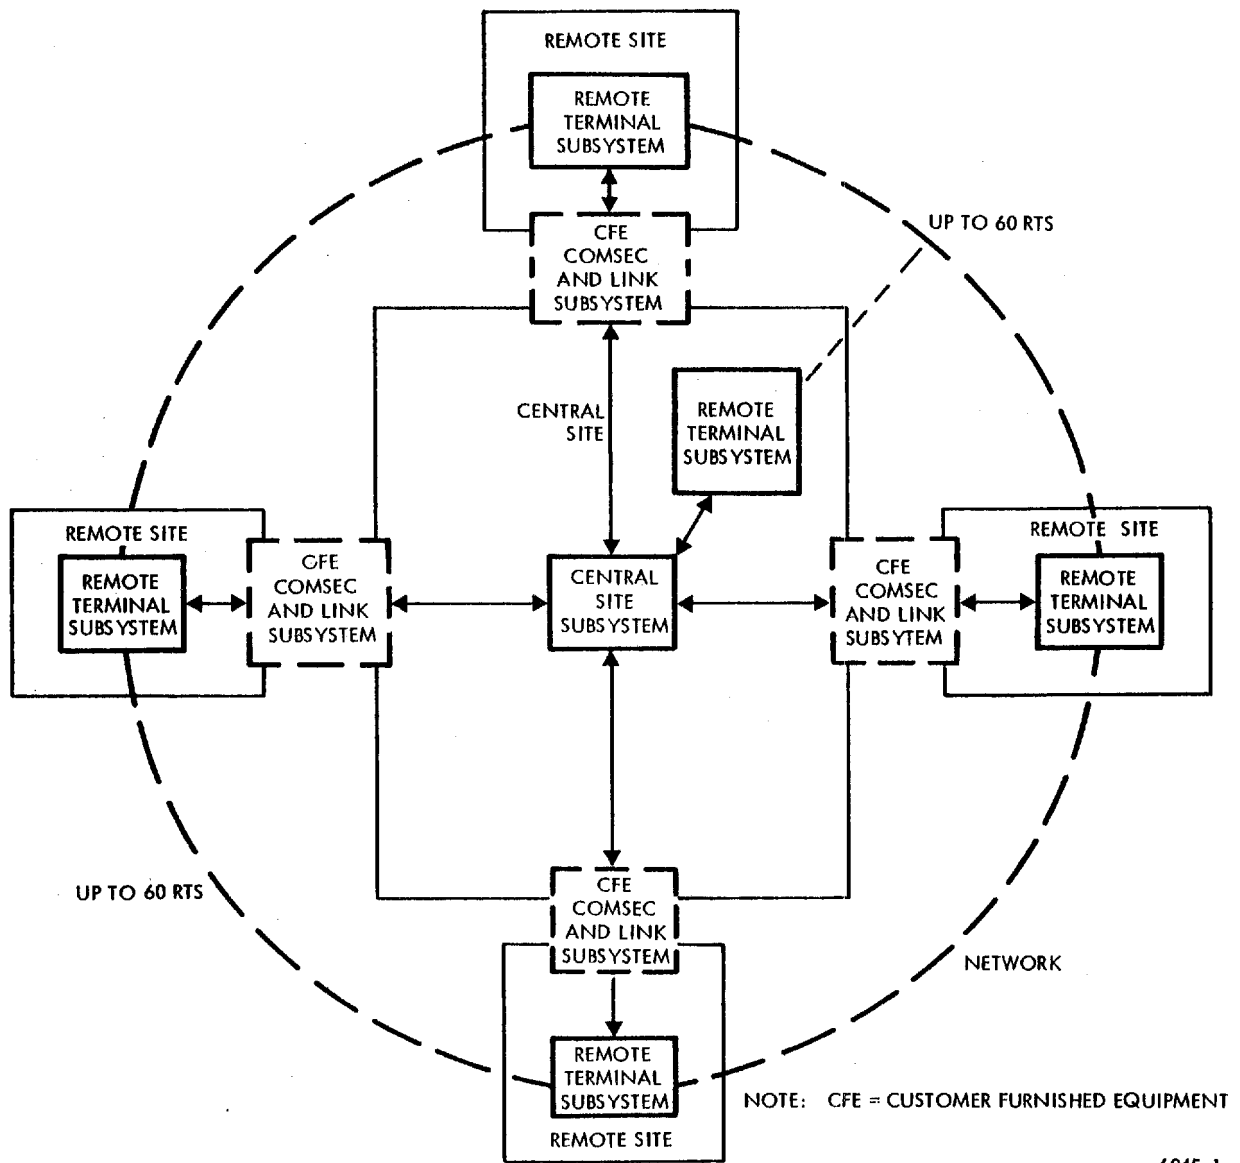 REMOTE SITE
REMOTE
TERMINAL
SUBSYSTEM
UP TO 60 RTS
CFE
COMSEC
AND LINK
SUBSYSTEM
CENTRAL
SITE
REMOTE
TERMINAL
SUBSYSTEM
REMOTE SITE
REMOTE
TERMINAL
SUBSYSTEM
CFE
COMSEC
AND LINK
SUBSYSTEM
CENTRAL
SITE
SUBSYSTEM
CFE
COMSEC
AND LINK
SUBSYTEM
REMOTE SITE
REMOTE
TERMINAL
SUBSYSTEM
UP TO 60 RTS
CFE
COMSEC
AND LINK
SUBSYSTEM
NETWORK
REMOTE
TERMINAL
SUBSYSTEM
REMOTE SITE
NOTE: CFE = CUSTOMER FURNISHED EQUIPMENT